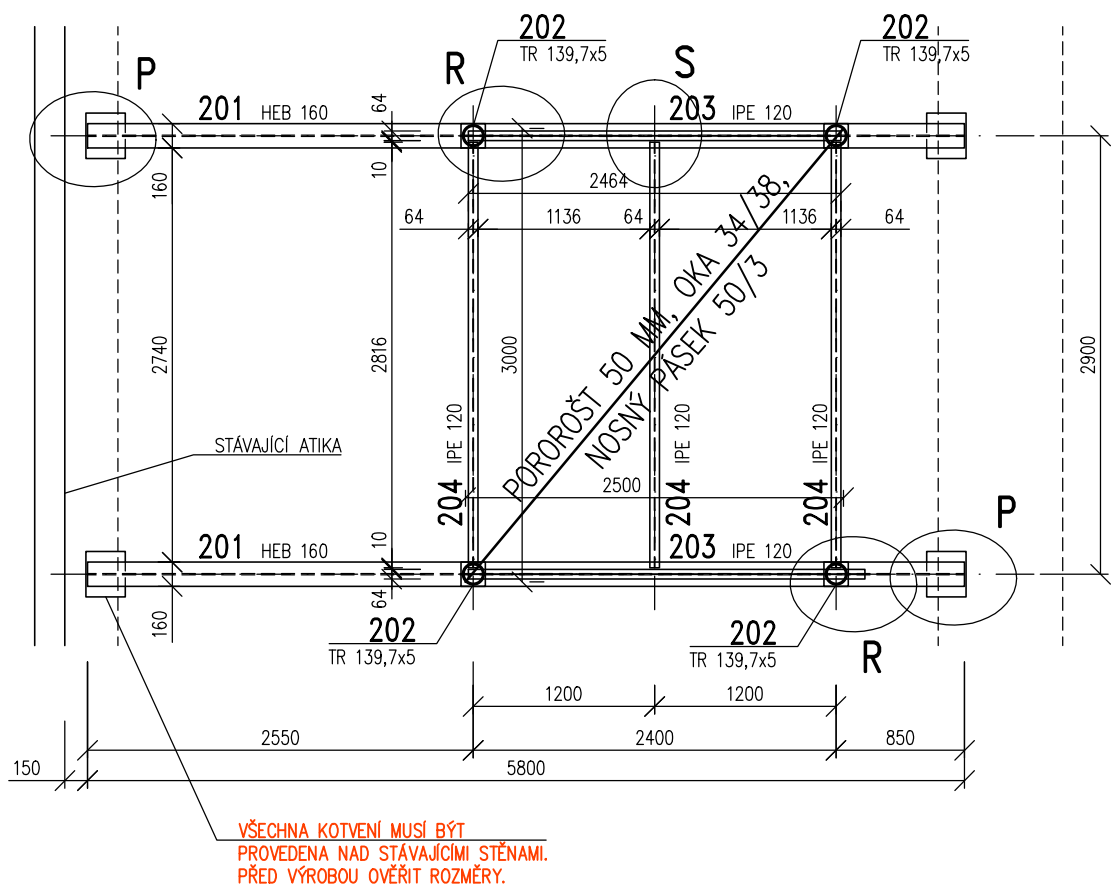 202
TR 139,7x5
202
TR 139,7x5
P
R
S
201 HEB 160
64
203 IPE 120
10
160
2464
64
1136
64
1136
64
2740
2816
3000
2900
POROROŠT 50 MM, OKA 34/38,
NOSNÝ PÁSEK 50/3
STÁVAJÍCÍ ATIKA
204 IPE 120
204 IPE 120
204 IPE 120
2500
P
201 HEB 160
10
203 IPE 120
64
160
202
TR 139,7x5
202
TR 139,7x5
R
1200
1200
2550
2400
850
150
5800
VŠECHNA KOTVENÍ MUSÍ BÝT
PROVEDENA NAD STÁVAJÍCÍMI STĚNAMI.
PŘED VÝROBOU OVĚŘIT ROZMĚRY.